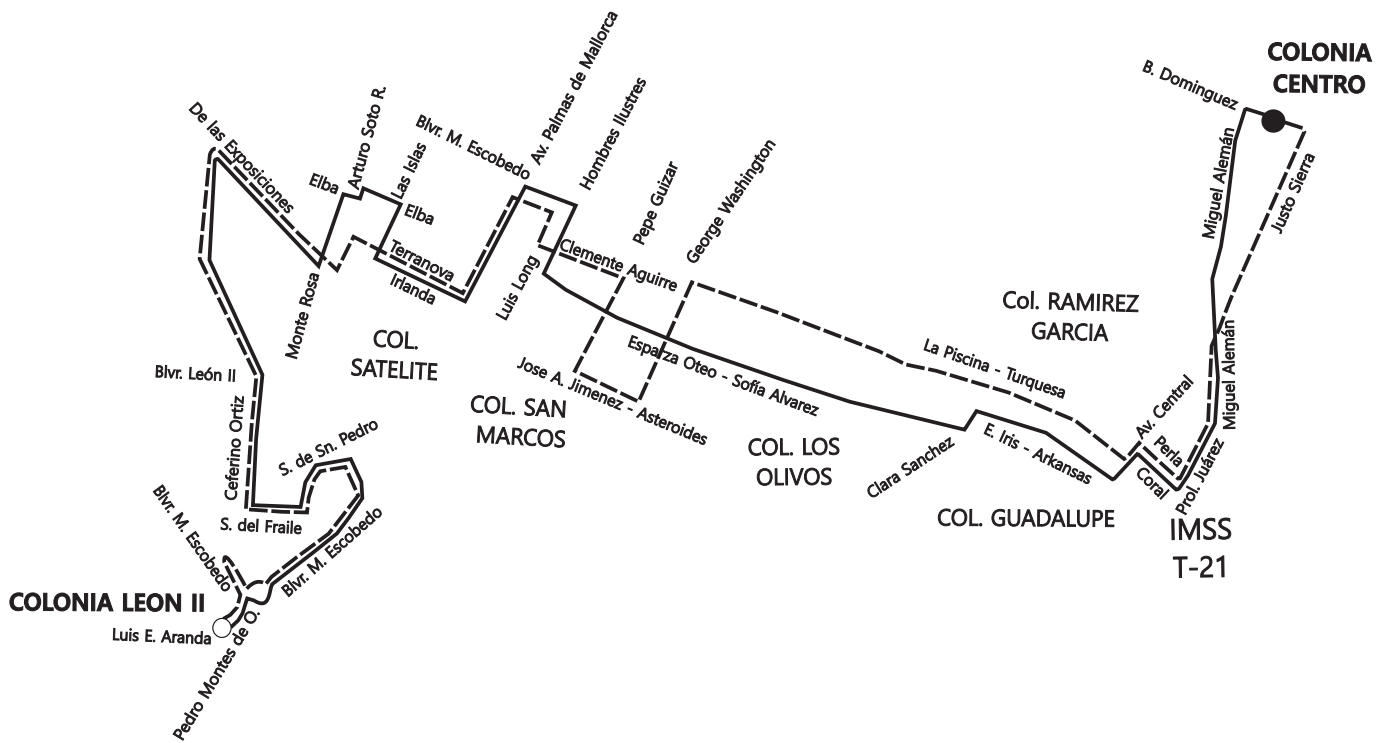 COLONIA
CENTRO
B. Dominguez
Miguel Alemán
Justo Sierra
Av. Palmas de Mallorca
Hombres Ilustres
Blvr. M. Escobedo
Arturo Soto R.
De las Exposiciones
Las Islas
Elba
Elba
Pepe Guizar
George Washington
Terranova
Irlanda
Clemente Aguirre
Luis Long
Monte Rosa
Col. RAMIREZ
GARCIA
COL.
SATELITE
Esparza Oteo - Sofía Alvarez
La Piscina - Turquesa
Blvr. León II
Jose A. Jimenez - Asteroides
Miguel Alemán
Av. Central
Perla
COL. SAN
MARCOS
Ceferino Ortiz
S. de Sn. Pedro
COL. LOS
OLIVOS
Clara Sanchez
E. Iris - Arkansas
Coral
Prol. Juárez
S. del Fraile
COL. GUADALUPE
IMSS
T-21
Blvr. M. Escobedo
Blvr. M. Escobedo
COLONIA LEON II
Luis E. Aranda
Pedro Montes de O.